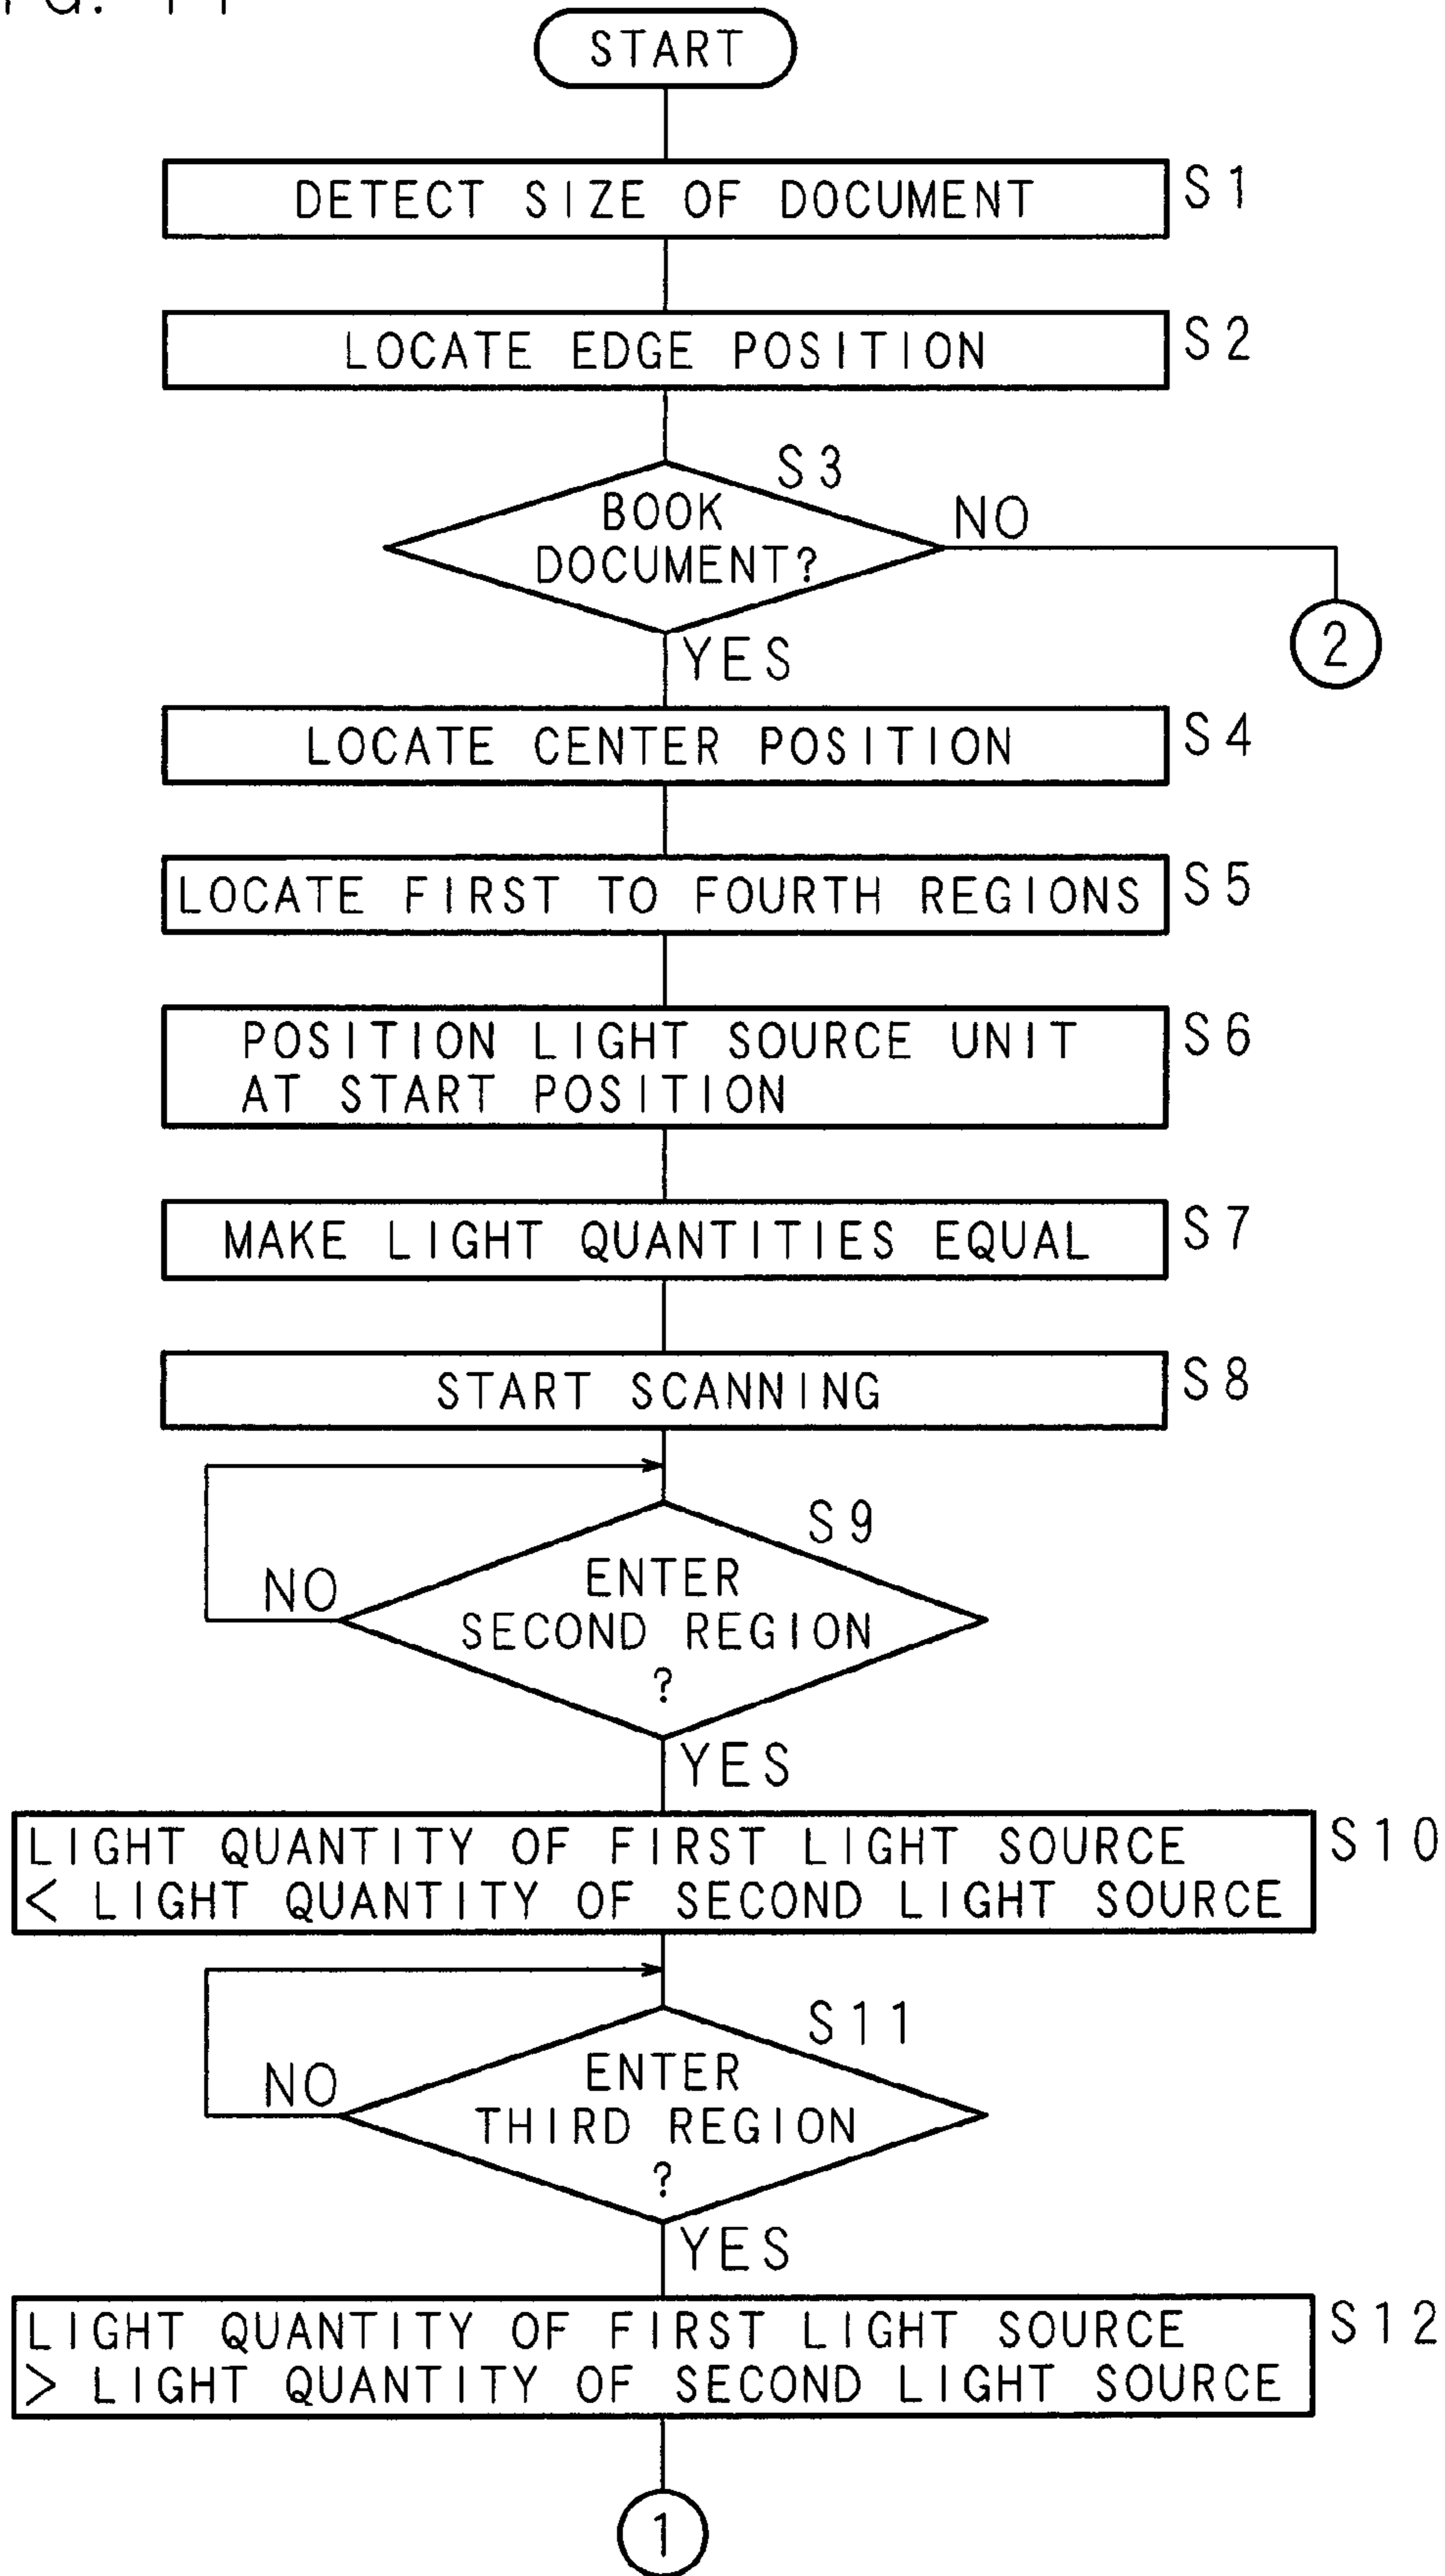 START
DETECT SIZE OF DOCUMENT
S1
LOCATE EDGE POSITION
S2
S3
BOOK
DOCUMENT?
NO
2
YES
LOCATE CENTER POSITION
S4
LOCATE FIRST TO FOURTH REGIONS
S5
POSITION LIGHT SOURCE UNIT
AT START POSITION
S6
MAKE LIGHT QUANTITIES EQUAL
S7
START SCANNING
S8
S9
ENTER
SECOND REGION
?
NO
YES
LIGHT QUANTITY OF FIRST LIGHT SOURCE
< LIGHT QUANTITY OF SECOND LIGHT SOURCE
S10
S11
ENTER
THIRD REGION
?
NO
YES
LIGHT QUANTITY OF FIRST LIGHT SOURCE
> LIGHT QUANTITY OF SECOND LIGHT SOURCE
S12
1